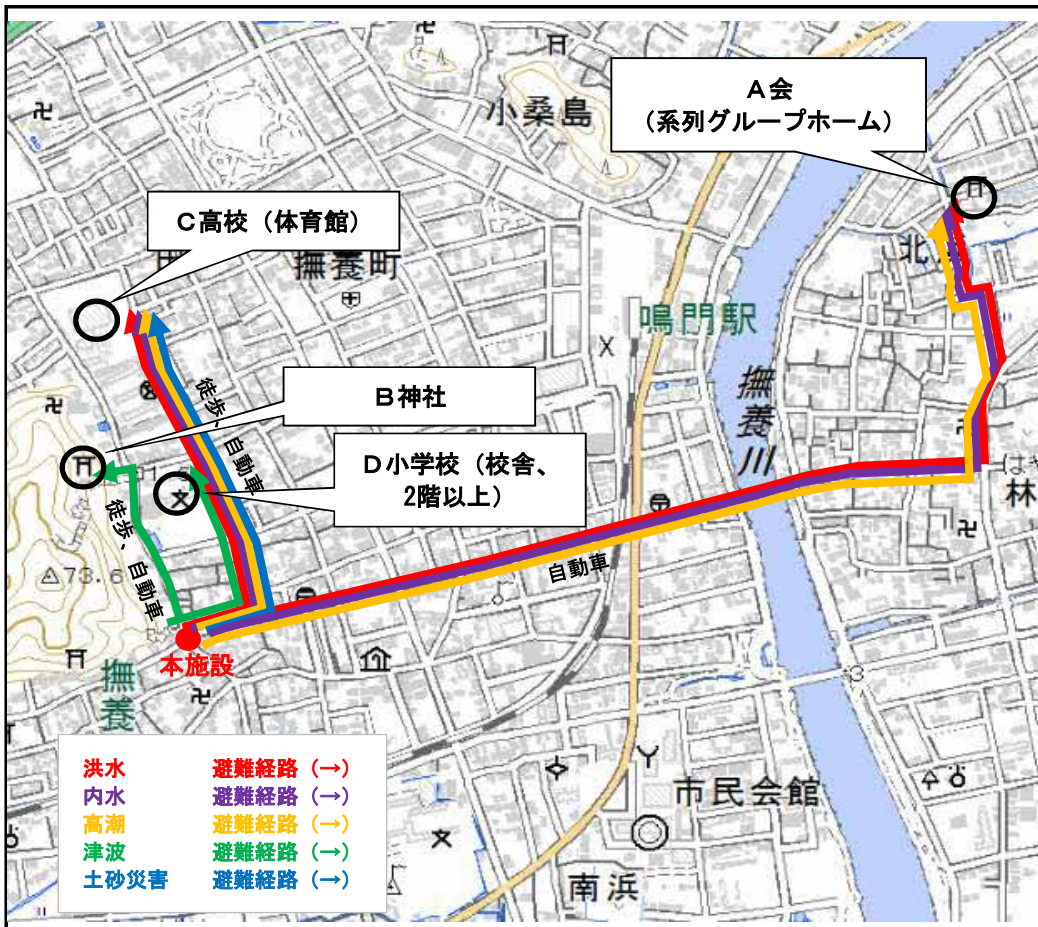 小桑島
A会
(系列グループホーム)
C高校(体育館)
撫養町
鳴門駅
撫養川
B神社
D小学校(校舎、
2階以上)
徒歩、自動車
徒歩、自動車
自動車
73.6
林
本施設
撫養
市民会館
南浜
洪水 避難経路(→)
内水 避難経路(→)
高潮 避難経路(→)
津波 避難経路(→)
土砂災害 避難経路(→)